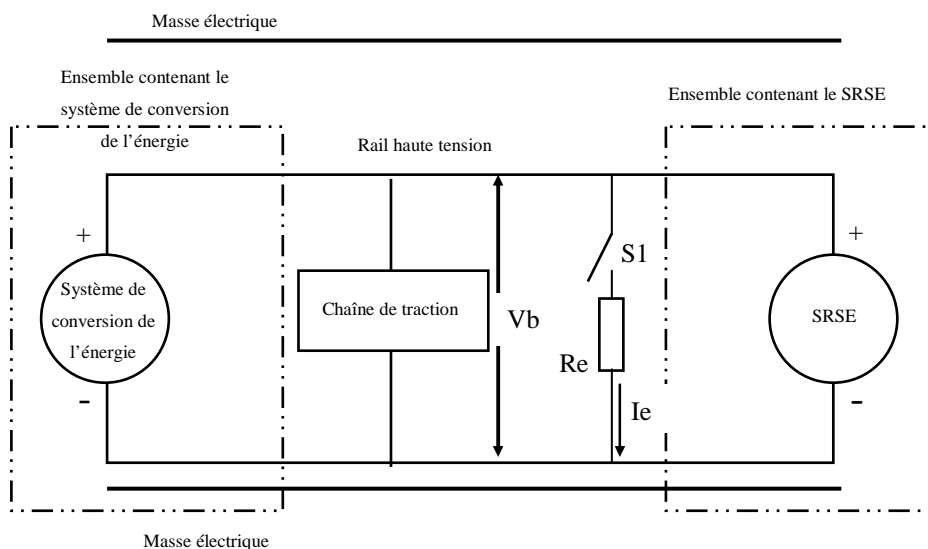 Masse électrique
Ensemble contenant le
système de conversion
de l’énergie
Ensemble contenant le SRSE
Rail haute tension
+
+
S1
Système de
conversion de
l’énergie
Chaîne de traction
Vb
SRSE
Re
-
Ie
-
Masse électrique